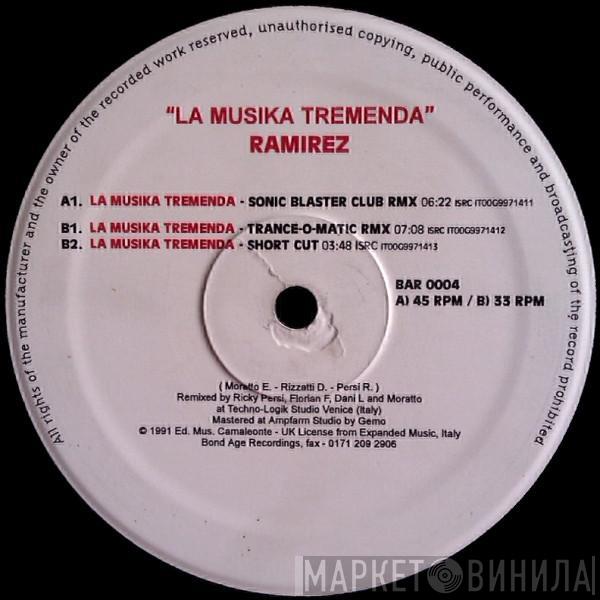 All rights of the manufacturer and the owner of the recorded work reserved, unauthorised copying, public performance and broadcasting of the record prohibited
"LA MUSIKA TREMENDA"
RAMIREZ
A1. LA MUSIKA TREMENDA - SONIC BLASTER CLUB RMX 06:22 ISRC IT00G9971411
B1. LA MUSIKA TREMENDA - TRANCE-O-MATIC RMX 07:08 ISRC IT00G9971412
B2. LA MUSIKA TREMENDA - SHORT CUT 03:48 ISRC IT00G9971413
BAR 0004
A) 45 RPM / B) 33 RPM
( Moratto E. - Rizzatti D. - Persi R. )
Remixed by Ricky Persi, Florian F, Dani L and Moratto
at Techno-Logik Studio Venice (Italy)
Mastered at Ampfarm Studio by Gemo
© 1991 Ed. Mus. Camaleonte - UK License from Expanded Music, Italy
Bond Age Recordings, fax - 0171 209 2906
МАРКЕТ ВИНИЛА